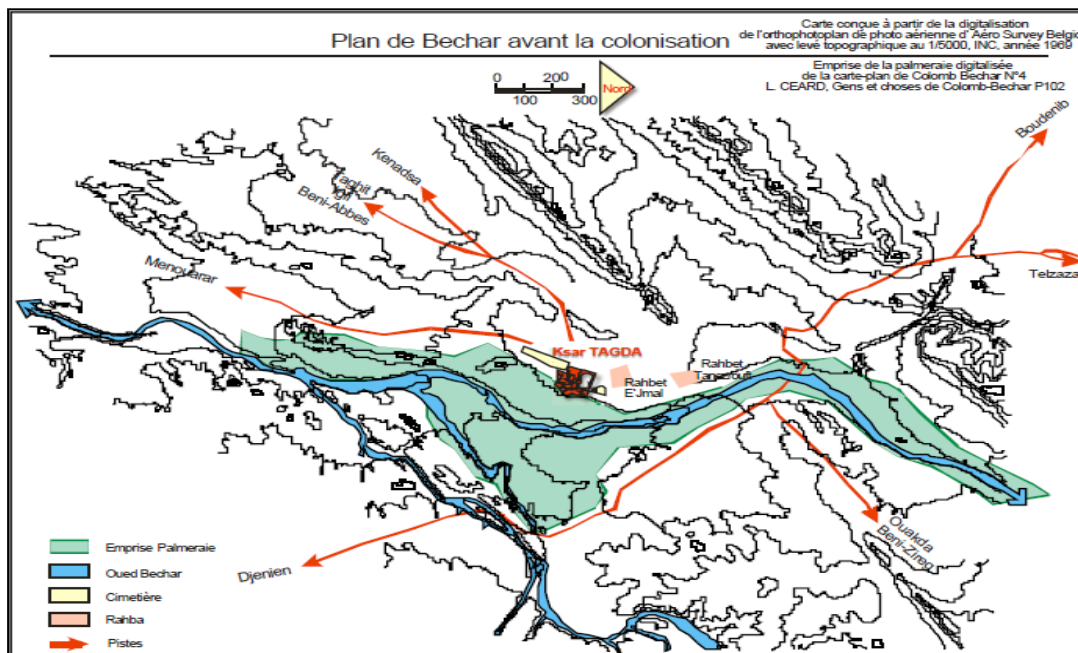 Plan de Bechar avant la colonisation
Carte conçue à partir de la digitalisation
de l'orthophotoplan de photo aérienne d' Aéro Survey Belgic
avec levé topographique au 1/5000, INC, année 1969
Emprise de la palmeraie digitalisée
de la carte-plan de Colomb Bechar N°4
L. CEARD, Gens et choses de Colomb-Bechar P102
0 200
100 300
Nord
Boudenib
Kenadsa
Taghit
Igli
Beni-Abbes
Menouarar
Telzaza
Ksar TAGDA
Rahbet
E'Jmal
Rahbet
Ouakda
Beni-Zireg
Djenien
Emprise Palmeraie
Oued Bechar
Cimetière
Rahba
Pistes